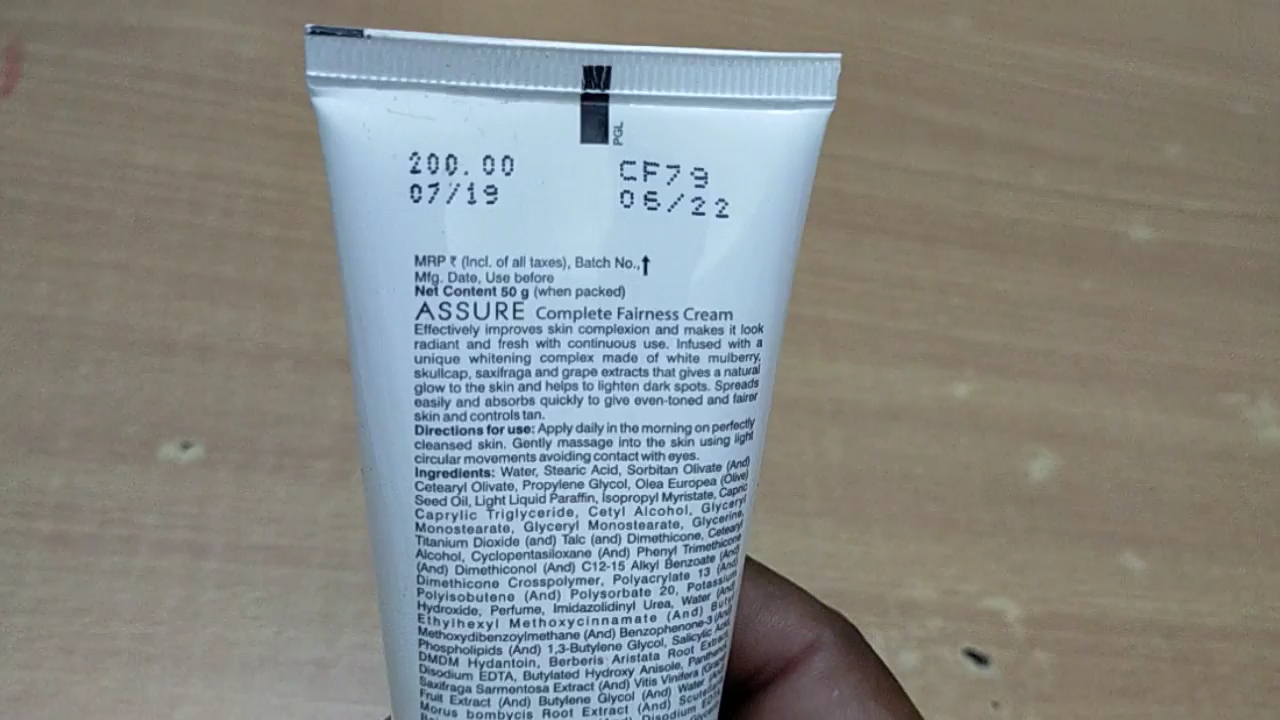 PGL
200.00 CF79
07/19 06/22
MRP ₹ (Incl. of all taxes), Batch No.,↑
Mfg. Date, Use before
Net Content 50 g (when packed)
ASSURE Complete Fairness Cream
Effectively improves skin complexion and makes it look
radiant and fresh with continuous use. Infused with a
unique whitening complex made of white mulberry,
skullcap, saxifraga and grape extracts that gives a natural
glow to the skin and helps to lighten dark spots. Spreads
easily and absorbs quickly to give even-toned and fairer
skin and controls tan.
Directions for use: Apply daily in the morning on perfectly
cleansed skin. Gently massage into the skin using light
circular movements avoiding contact with eyes.
Ingredients: Water, Stearic Acid, Sorbitan Olivate (And)
Cetearyl Olivate, Propylene Glycol, Olea Europea (Olive)
Seed Oil, Light Liquid Paraffin, Isopropyl Myristate, Capric
Caprylic Triglyceride, Cetyl Alcohol, Glyceryl
Monostearate, Glyceryl Monostearate, Glycerine,
Titanium Dioxide (and) Talc (and) Dimethicone, Cetearyl
Alcohol, Cyclopentasiloxane (And) Phenyl Trimethicone
(And) Dimethiconol (And) C12-15 Alkyl Benzoate (And)
Dimethicone Crosspolymer, Polyacrylate 13 (And)
Polyisobutene (And) Polysorbate 20, Potassium
Hydroxide, Perfume, Imidazolidinyl Urea, Water (And)
Ethylhexyl Methoxycinnamate (And) Butyl
Methoxydibenzoylmethane (And) Benzophenone-3 (And)
Phospholipids (And) 1,3-Butylene Glycol, Salicylic Acid,
DMDM Hydantoin, Berberis Aristata Root Extract,
Disodium EDTA, Butylated Hydroxy Anisole, Panthenol,
Saxifraga Sarmentosa Extract (And) Vitis Vinifera (Grape)
Fruit Extract (And) Butylene Glycol (And) Water (And)
Morus bombycis Root Extract (And)
(And) Disodium EDTA